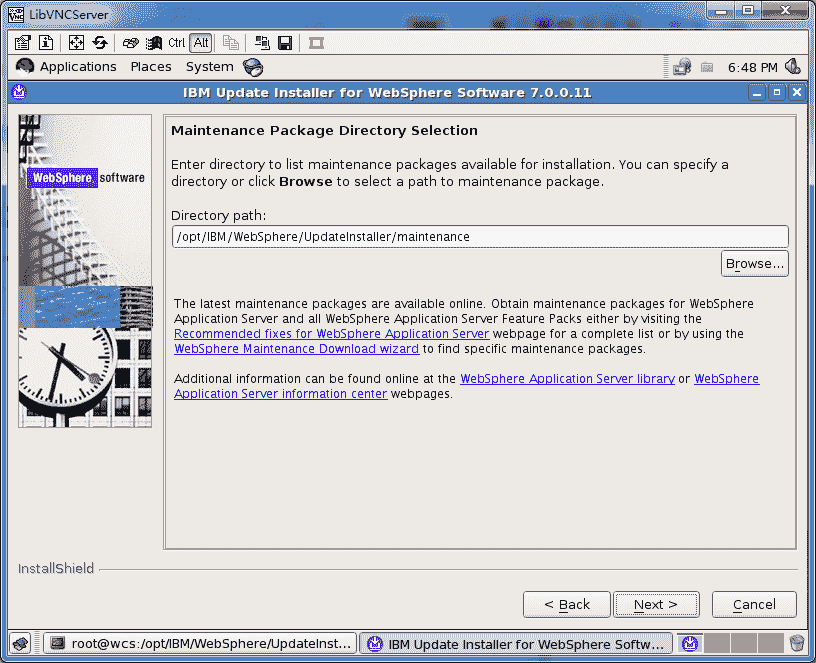 LibVNCServer
Ctrl Alt
Applications Places System 6:48 PM
IBM Update Installer for WebSphere Software 7.0.0.11
WebSphere. software
Maintenance Package Directory Selection
Enter directory to list maintenance packages available for installation. You can specify a
directory or click Browse to select a path to maintenance package.
Directory path:
/opt/IBM/WebSphere/UpdateInstaller/maintenance
Browse...
The latest maintenance packages are available online. Obtain maintenance packages for WebSphere
Application Server and all WebSphere Application Server Feature Packs either by visiting the
Recommended fixes for WebSphere Application Server webpage for a complete list or by using the
WebSphere Maintenance Download wizard to find specific maintenance packages.
Additional information can be found online at the WebSphere Application Server library or WebSphere
Application Server information center webpages.
InstallShield
< Back Next > Cancel
root@wcs:/opt/IBM/WebSphere/UpdateInst... IBM Update Installer for WebSphere Softw...